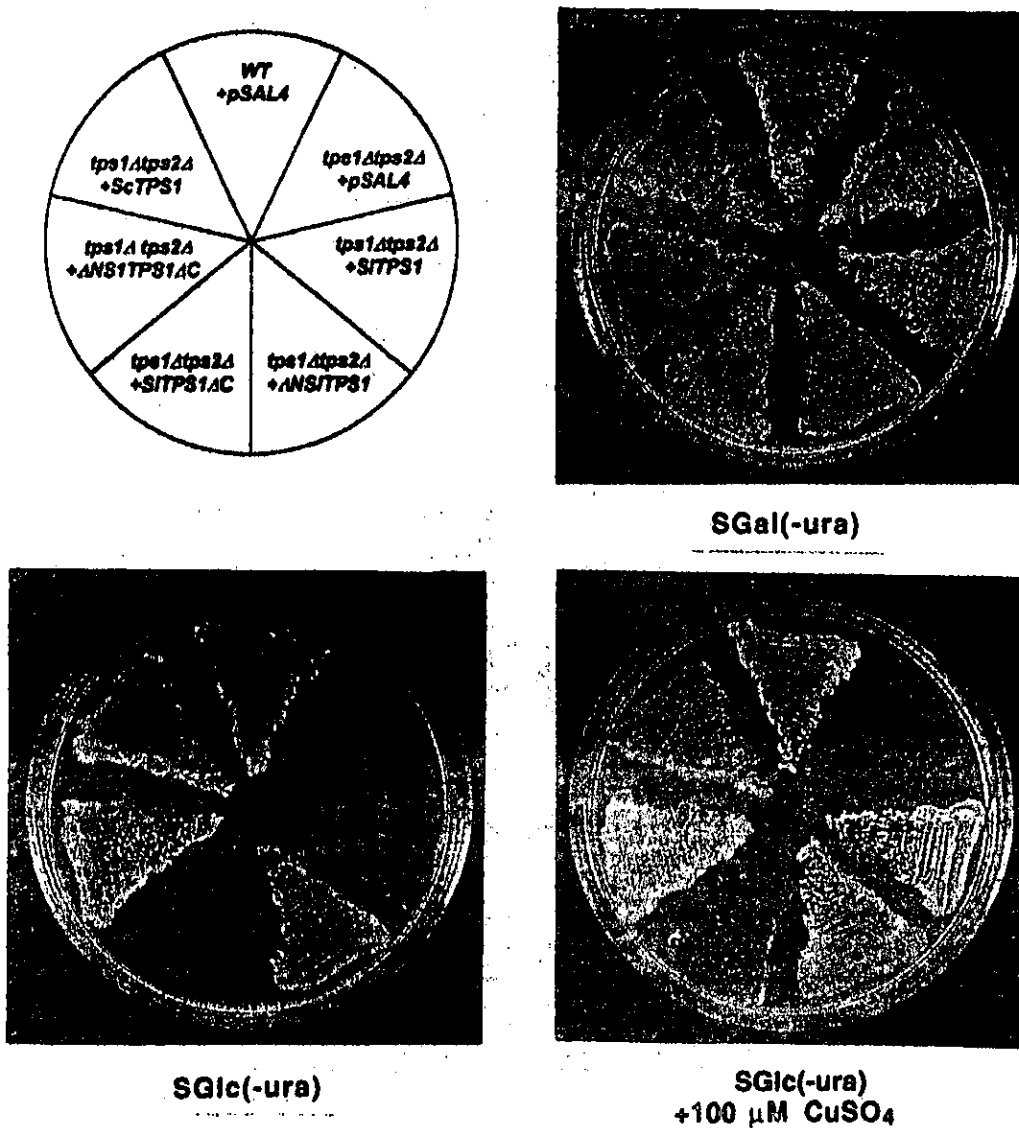 WT
+pSAL4
tps1Δtps2Δ
+ScTPS1
tps1Δtps2Δ
+pSAL4
tps1Δ tps2Δ
+ΔNS1TPS1ΔC
tps1Δtps2Δ
+SlTPS1
tps1Δtps2Δ
+SlTPS1ΔC
tps1Δtps2Δ
+ΔNSlTPS1
SGal(-ura)
SGlc(-ura)
SGlc(-ura)
+100 µM CuSO₄